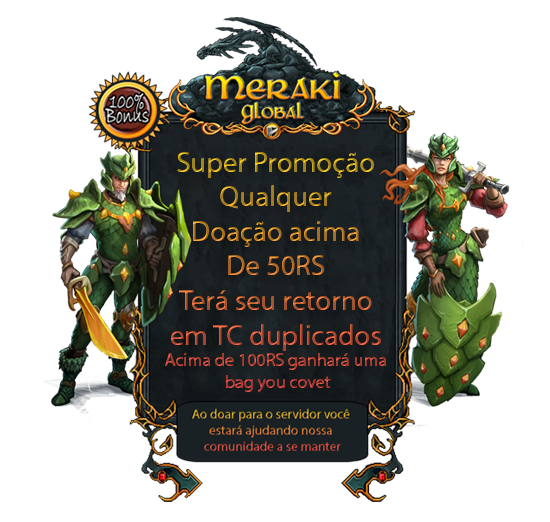 MERAKI
GLOBAL
100%
Bonus
Super Promoção
Qualquer
Doação acima
De 50RS
Terá seu retorno
em TC duplicados
Acima de 100RS ganhará uma
bag you covet
Ao doar para o servidor você
estará ajudando nossa
comunidade a se manter